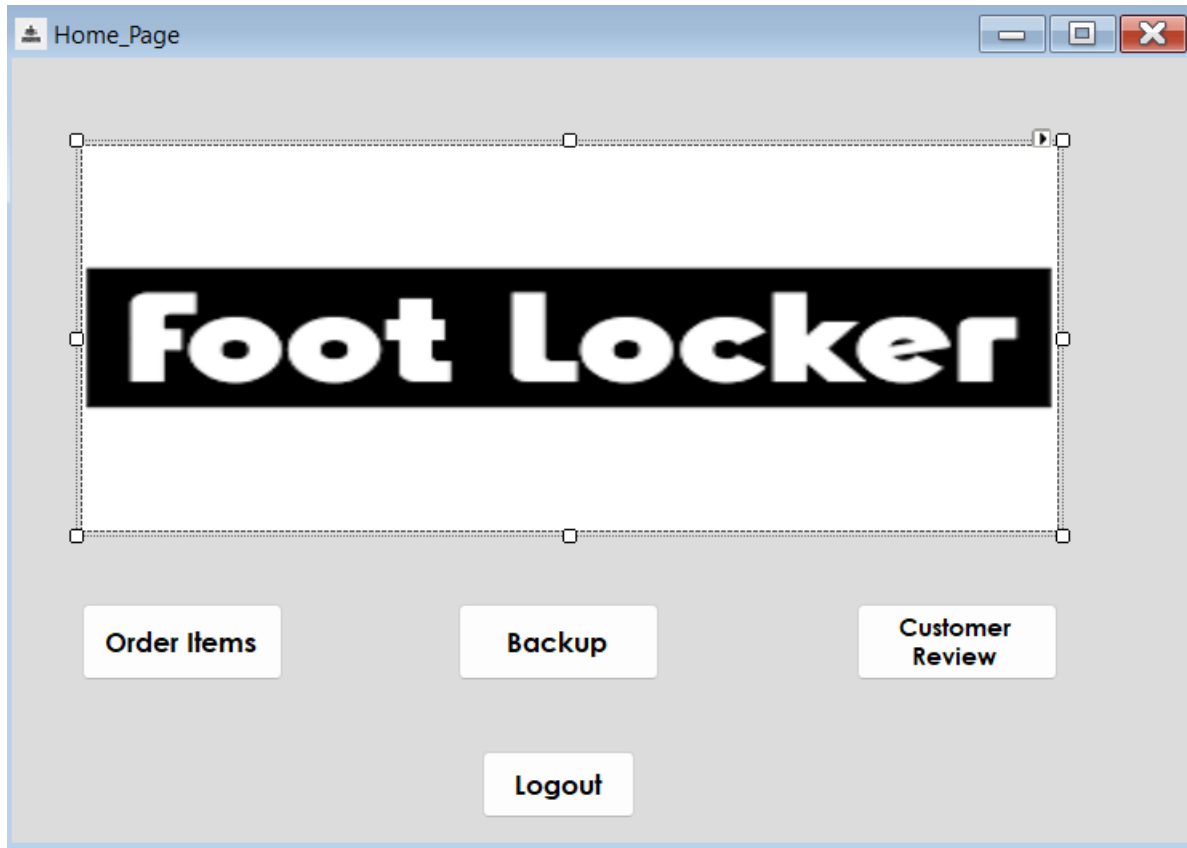 Home_Page
Foot Locker
Order Items
Backup
Customer
Review
Logout